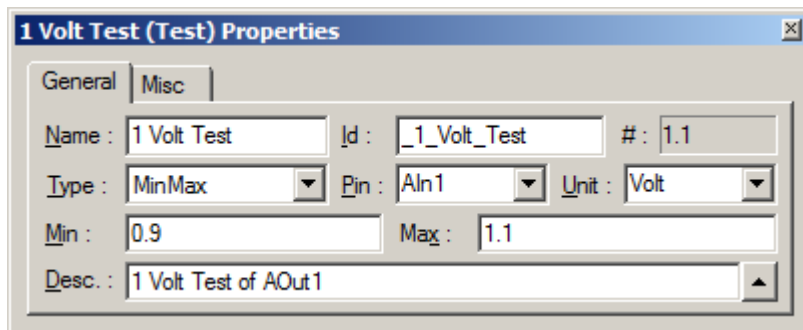 1 Volt Test (Test) Properties
General Misc
Name : 1 Volt Test Id : _1_Volt_Test # : 1.1
Type : MinMax Pin : AIn1 Unit : Volt
Min : 0.9 Max : 1.1
Desc. : 1 Volt Test of AOut1